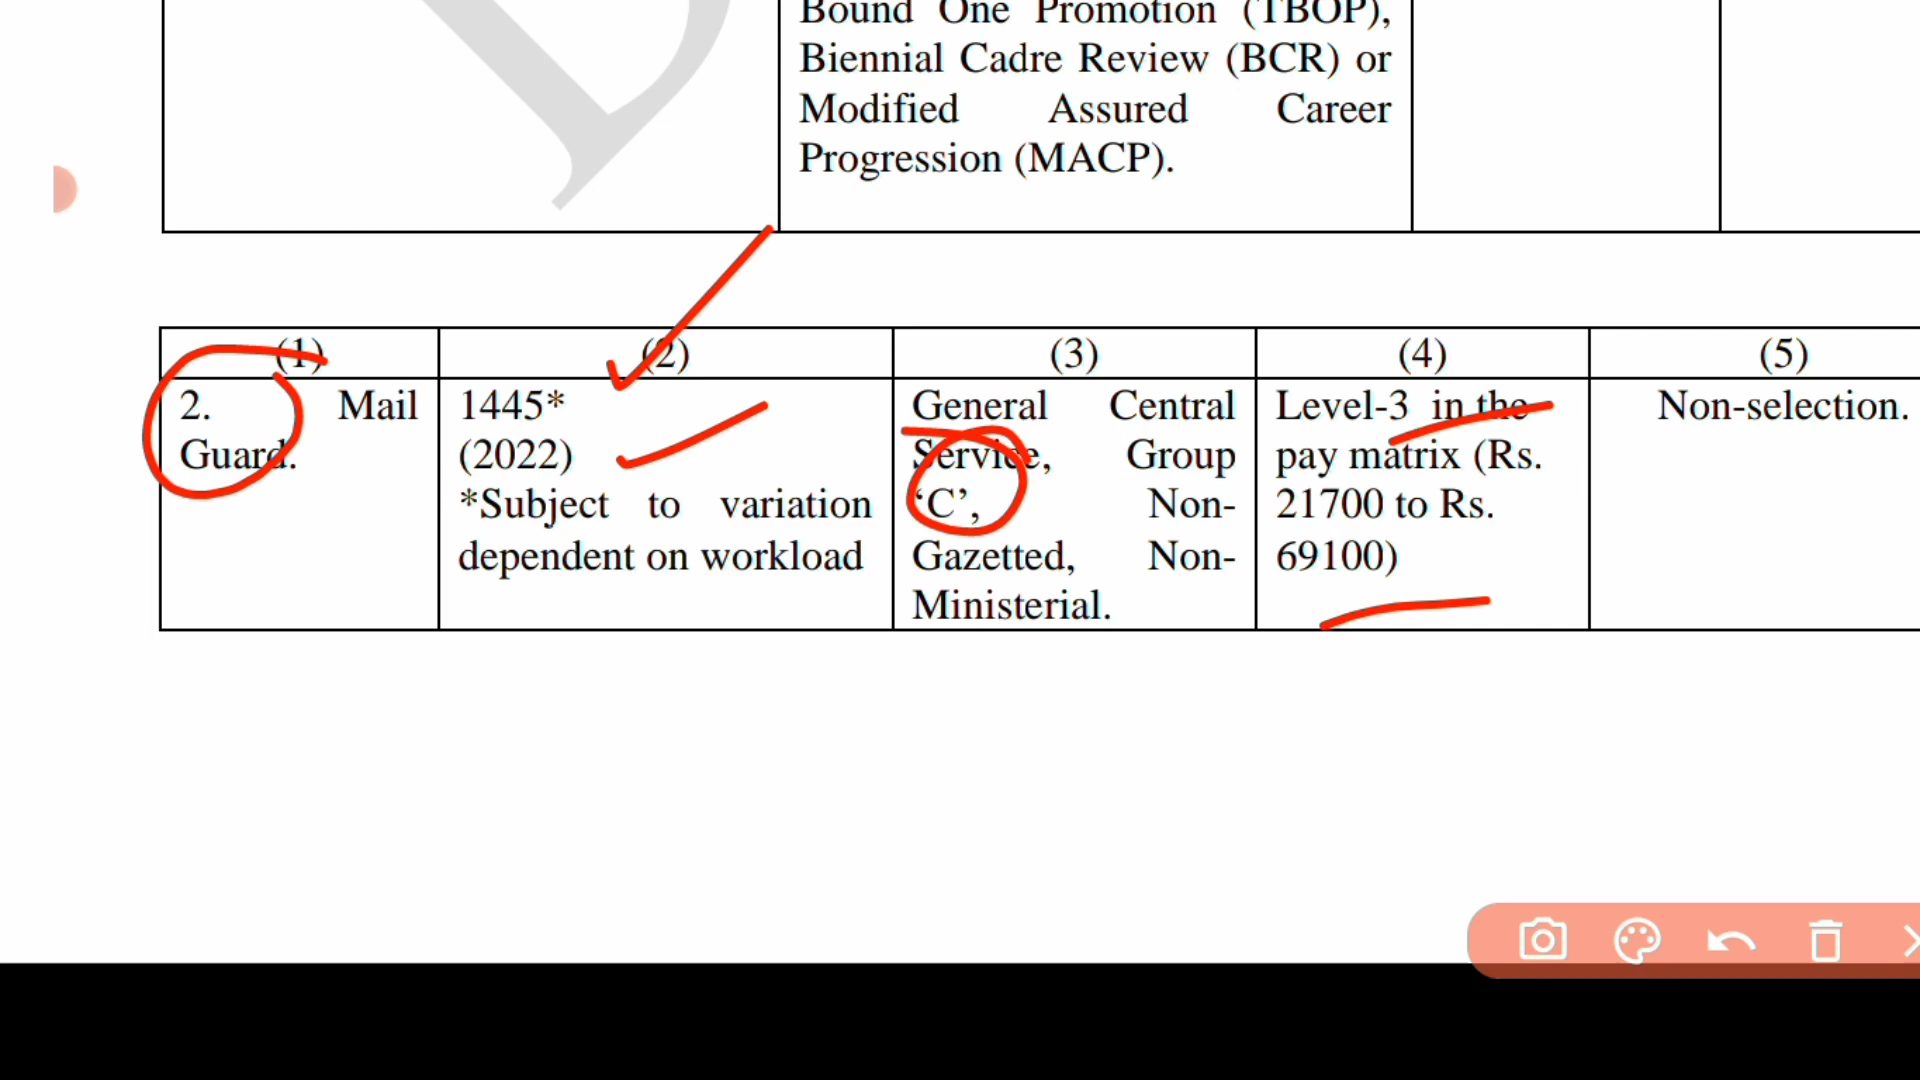 Bound One Promotion (TBOP),
Biennial Cadre Review (BCR) or
Modified Assured Career
Progression (MACP).
(1) (2) (3) (4) (5)
2. Mail
Guard.
1445*
(2022)
*Subject to variation
dependent on workload
General Central
Service, Group
‘C’, Non-
Gazetted, Non-
Ministerial.
Level-3 in the
pay matrix (Rs.
21700 to Rs.
69100)
Non-selection.